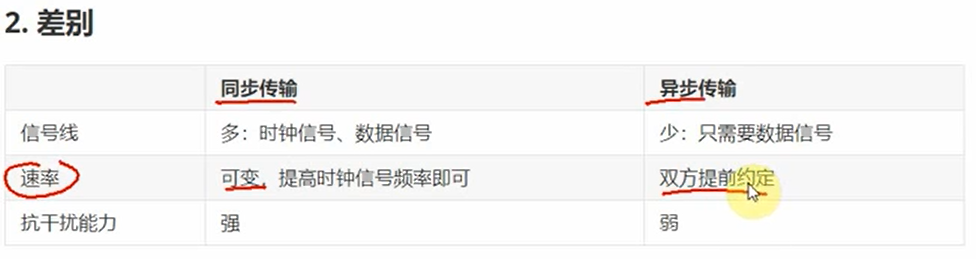 2. 差别
同步传输 异步传输
信号线 多：时钟信号、数据信号 少：只需要数据信号
速率 可变，提高时钟信号频率即可 双方提前约定
抗干扰能力 强 弱